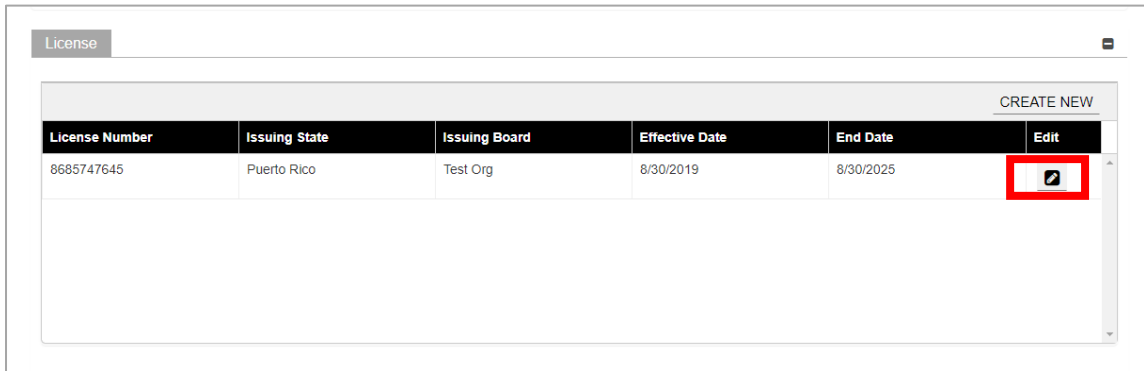 License
CREATE NEW
License Number Issuing State Issuing Board Effective Date End Date Edit
8685747645 Puerto Rico Test Org 8/30/2019 8/30/2025